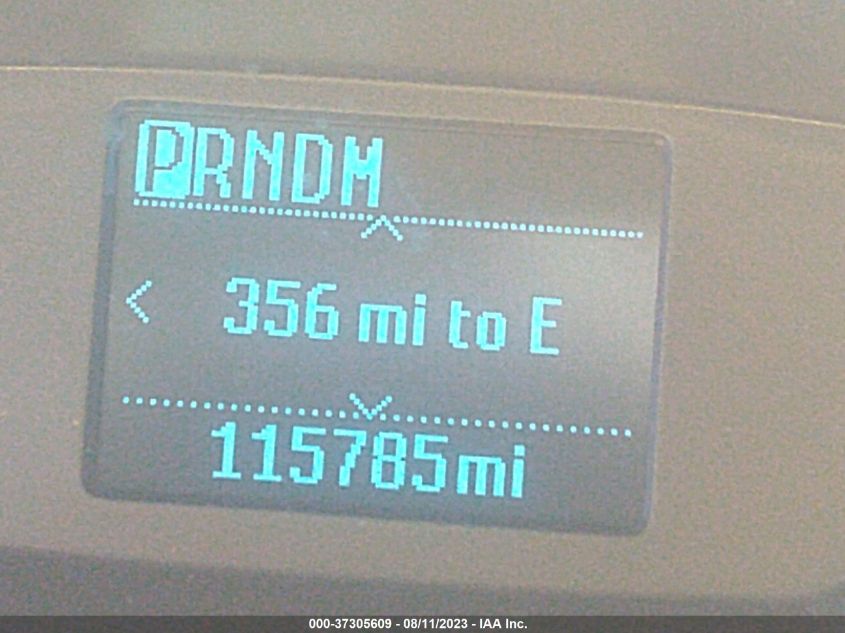 PRNDM
356 mi to E
115785mi
000-37305609 - 08/11/2023 - IAA Inc.